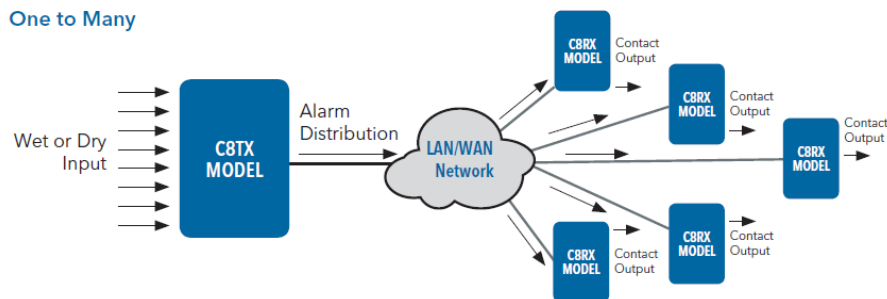 One to Many
Wet or Dry
Input
C8TX
MODEL
Alarm
Distribution
LAN/WAN
Network
C8RX
MODEL
Contact
Output
C8RX
MODEL
Contact
Output
C8RX
MODEL
Contact
Output
C8RX
MODEL
Contact
Output
C8RX
MODEL
Contact
Output